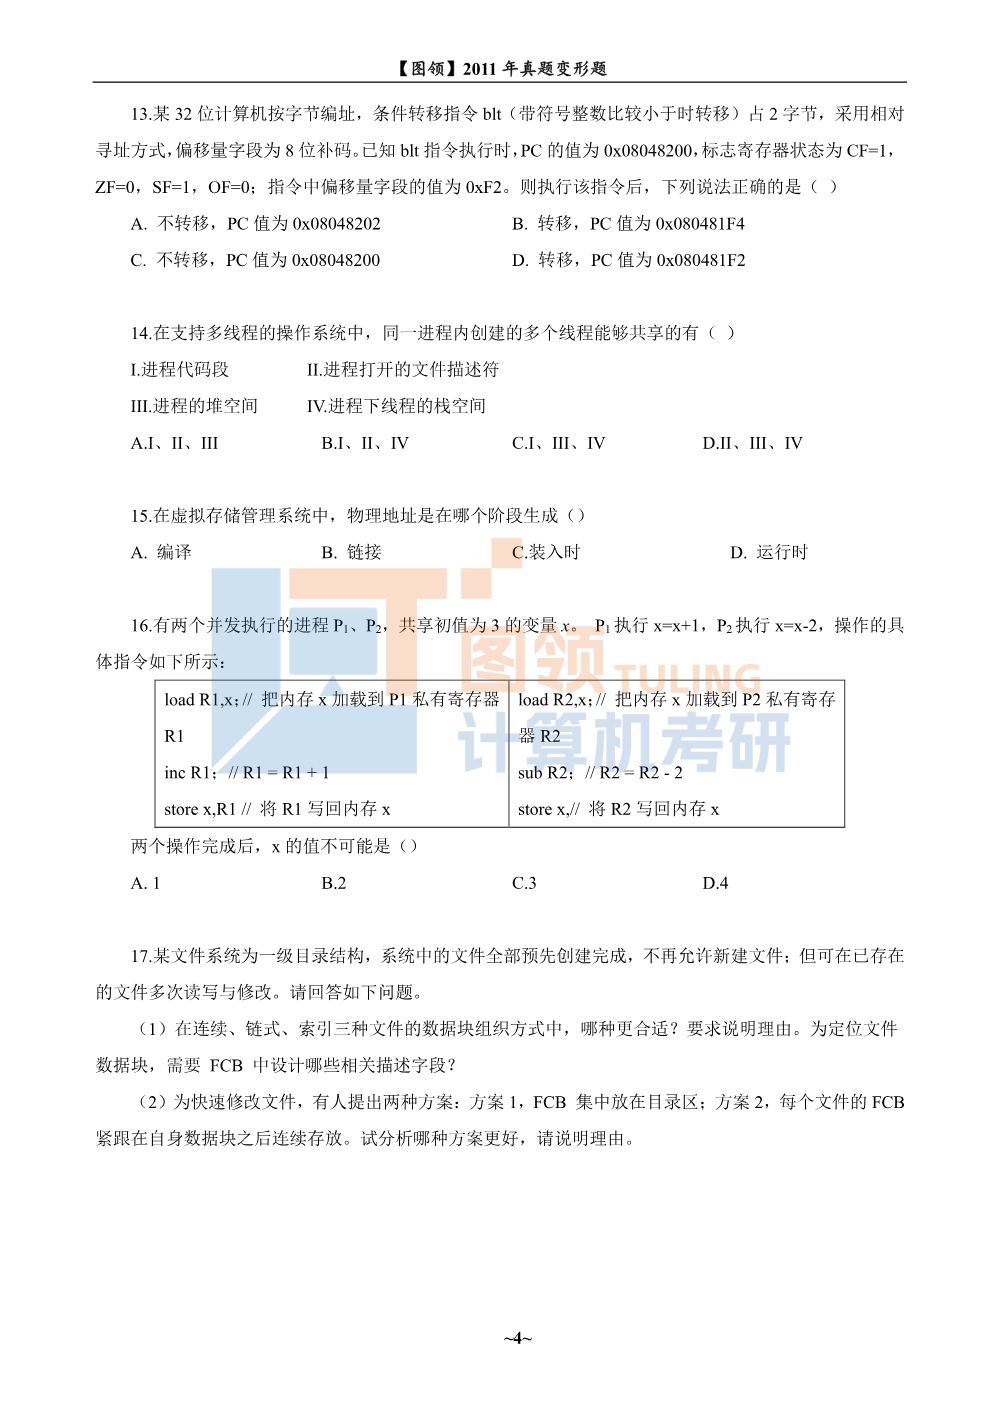 【图领】2011 年真题变形题
13.某 32 位计算机按字节编址，条件转移指令 blt（带符号整数比较小于时转移）占 2 字节，采用相对
寻址方式，偏移量字段为 8 位补码。已知 blt 指令执行时，PC 的值为 0x08048200，标志寄存器状态为 CF=1，
ZF=0，SF=1，OF=0；指令中偏移量字段的值为 0xF2。则执行该指令后，下列说法正确的是（ ）
A. 不转移，PC 值为 0x08048202 B. 转移，PC 值为 0x080481F4
C. 不转移，PC 值为 0x08048200 D. 转移，PC 值为 0x080481F2
14.在支持多线程的操作系统中，同一进程内创建的多个线程能够共享的有（ ）
I.进程代码段 II.进程打开的文件描述符
III.进程的堆空间 IV.进程下线程的栈空间
A.I、II、III B.I、II、IV C.I、III、IV D.II、III、IV
15.在虚拟存储管理系统中，物理地址是在哪个阶段生成（）
A. 编译 B. 链接 C.装入时 D. 运行时
16.有两个并发执行的进程 P1、P2，共享初值为 3 的变量 x。 P1 执行 x=x+1，P2 执行 x=x-2，操作的具
体指令如下所示：
load R1,x；// 把内存 x 加载到 P1 私有寄存器
R1
inc R1；// R1 = R1 + 1
store x,R1 // 将 R1 写回内存 x
load R2,x；// 把内存 x 加载到 P2 私有寄存
器 R2
sub R2；// R2 = R2 - 2
store x,// 将 R2 写回内存 x
图领 TULING
计算机考研
两个操作完成后，x 的值不可能是（）
A. 1 B.2 C.3 D.4
17.某文件系统为一级目录结构，系统中的文件全部预先创建完成，不再允许新建文件；但可在已存在
的文件多次读写与修改。请回答如下问题。
（1）在连续、链式、索引三种文件的数据块组织方式中，哪种更合适？要求说明理由。为定位文件
数据块，需要 FCB 中设计哪些相关描述字段？
（2）为快速修改文件，有人提出两种方案：方案 1，FCB 集中放在目录区；方案 2，每个文件的 FCB
紧跟在自身数据块之后连续存放。试分析哪种方案更好，请说明理由。
~4~